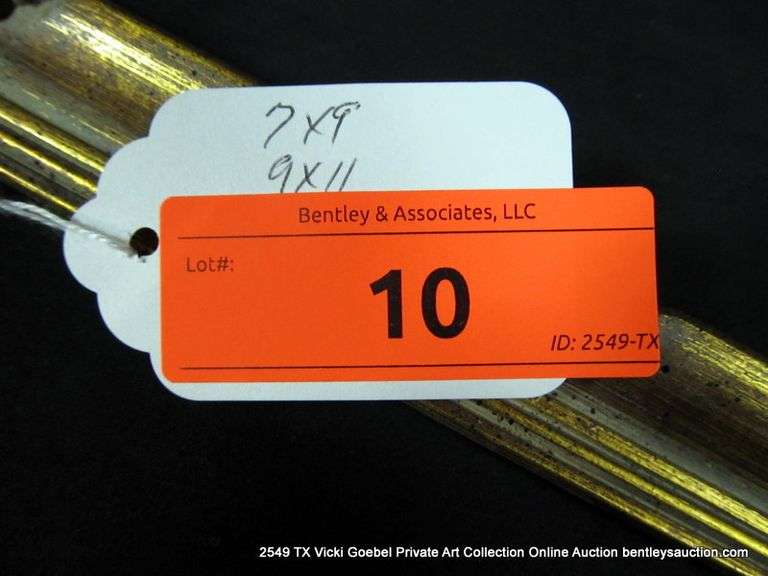 7x9
9x11
Bentley & Associates, LLC
Lot#:
10
ID: 2549-TX
2549 TX Vicki Goebel Private Art Collection Online Auction bentleysauction.com